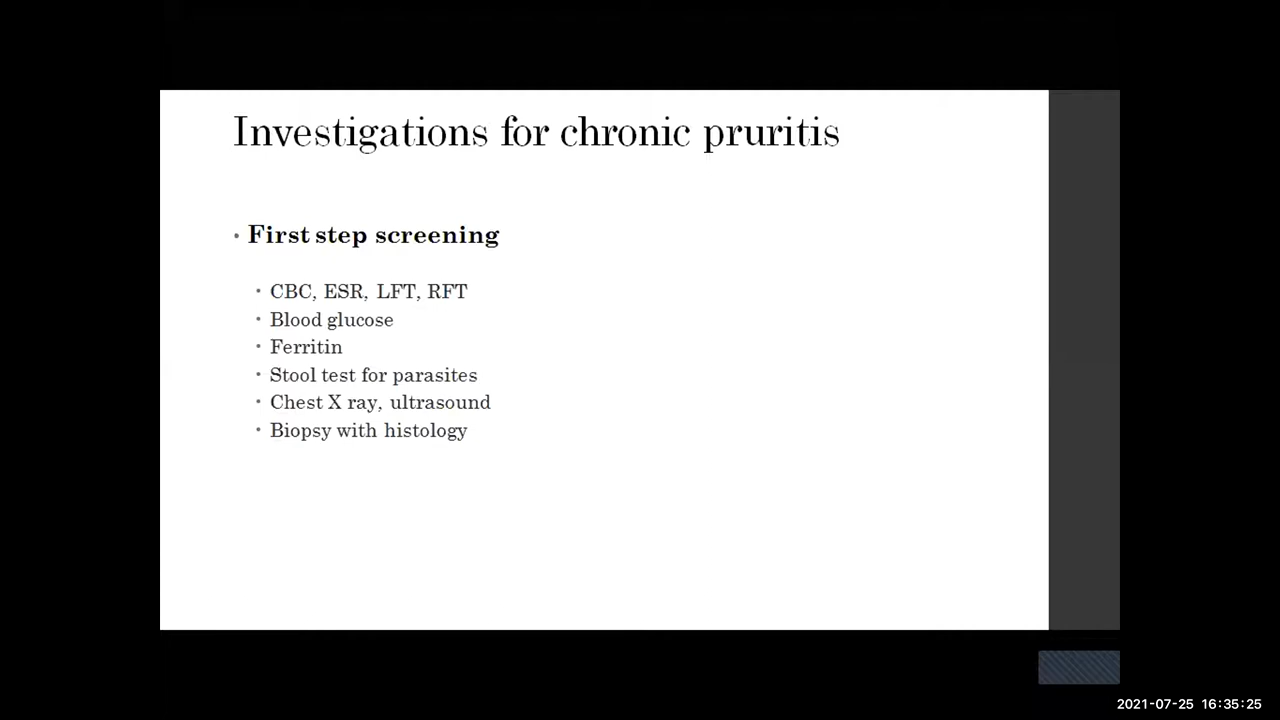 Investigations for chronic pruritis
• First step screening
• CBC, ESR, LFT, RFT
• Blood glucose
• Ferritin
• Stool test for parasites
• Chest X ray, ultrasound
• Biopsy with histology
2021-07-25 16:35:25